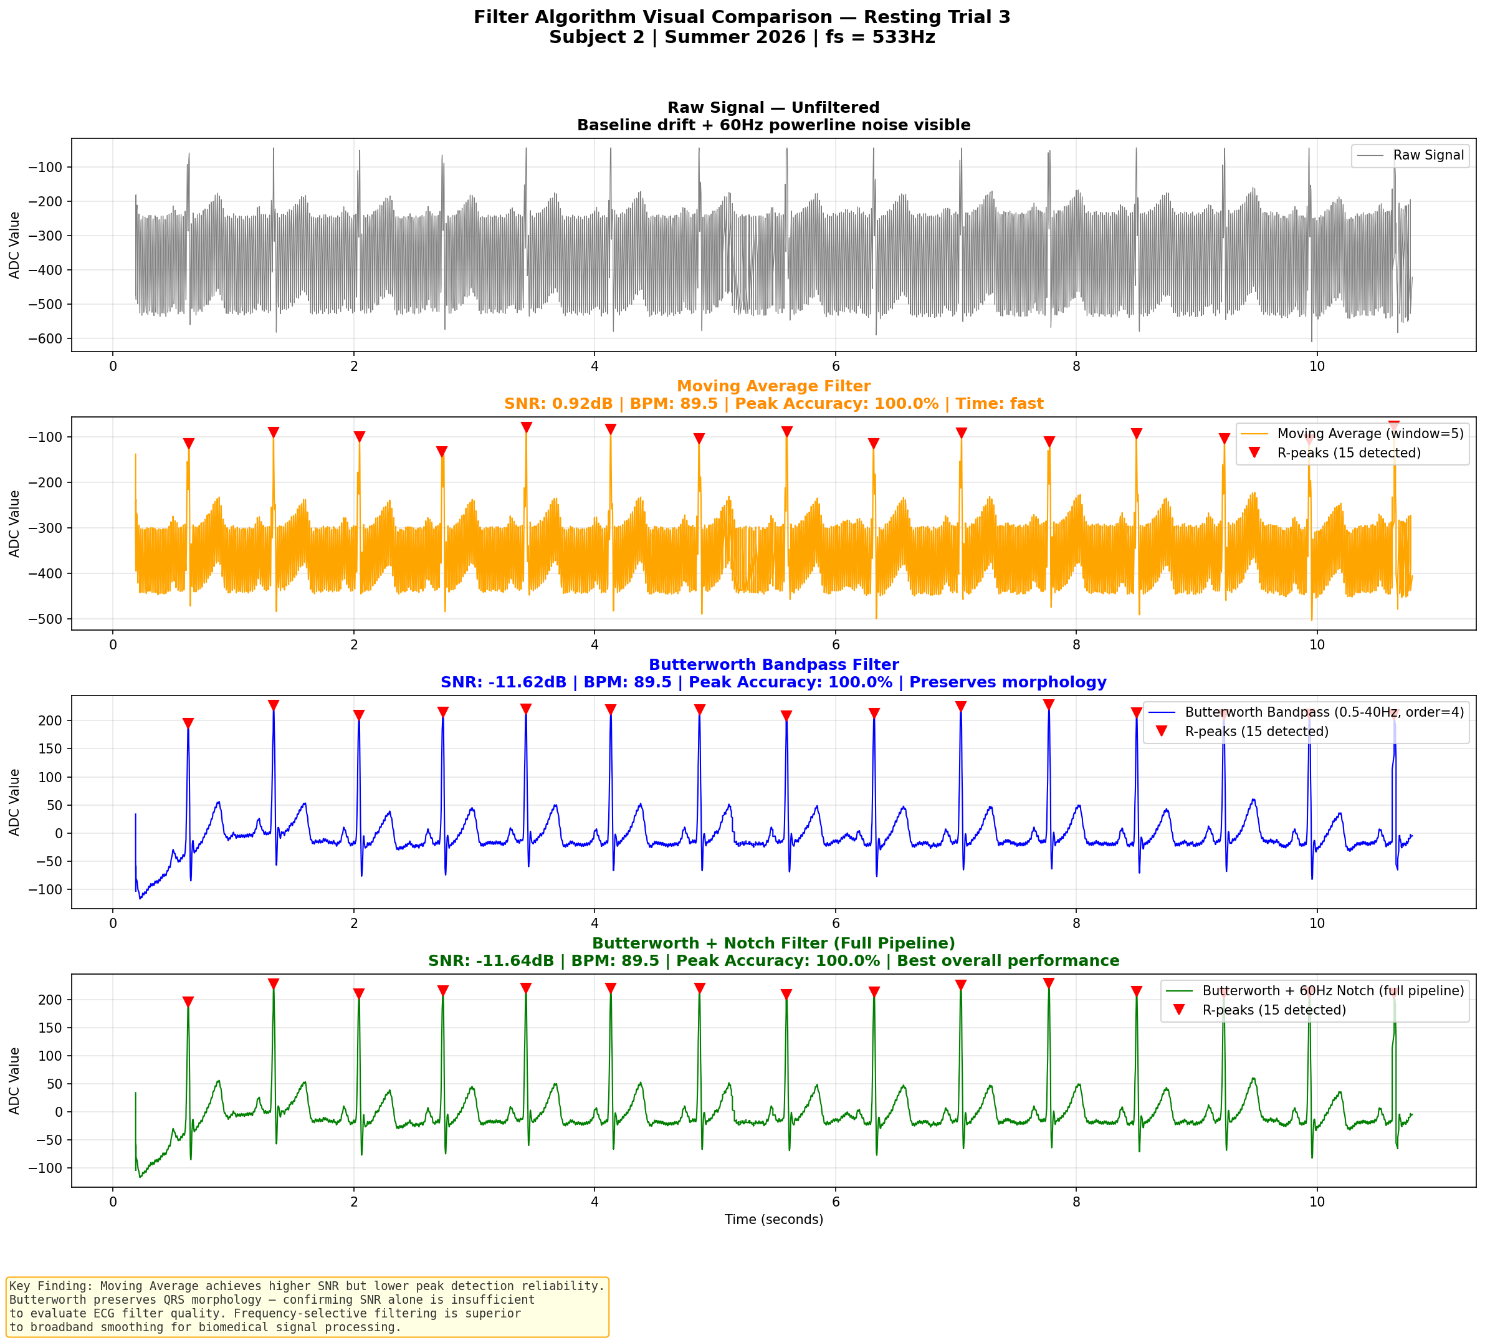 Filter Algorithm Visual Comparison — Resting Trial 3
Subject 2 | Summer 2026 | fs = 533Hz
Raw Signal — Unfiltered
Baseline drift + 60Hz powerline noise visible
Raw Signal
ADC Value
−100
−200
−300
−400
−500
−600
0 2 4 6 8 10
Moving Average Filter
SNR: 0.92dB | BPM: 89.5 | Peak Accuracy: 100.0% | Time: fast
Moving Average (window=5)
R-peaks (15 detected)
ADC Value
−100
−200
−300
−400
−500
0 2 4 6 8 10
Butterworth Bandpass Filter
SNR: -11.62dB | BPM: 89.5 | Peak Accuracy: 100.0% | Preserves morphology
Butterworth Bandpass (0.5-40Hz, order=4)
R-peaks (15 detected)
ADC Value
200
150
100
50
0
−50
−100
0 2 4 6 8 10
Butterworth + Notch Filter (Full Pipeline)
SNR: -11.64dB | BPM: 89.5 | Peak Accuracy: 100.0% | Best overall performance
Butterworth + 60Hz Notch (full pipeline)
R-peaks (15 detected)
ADC Value
200
150
100
50
0
−50
−100
0 2 4 6 8 10
Time (seconds)
Key Finding: Moving Average achieves higher SNR but lower peak detection reliability.
Butterworth preserves QRS morphology — confirming SNR alone is insufficient
to evaluate ECG filter quality. Frequency-selective filtering is superior
to broadband smoothing for biomedical signal processing.